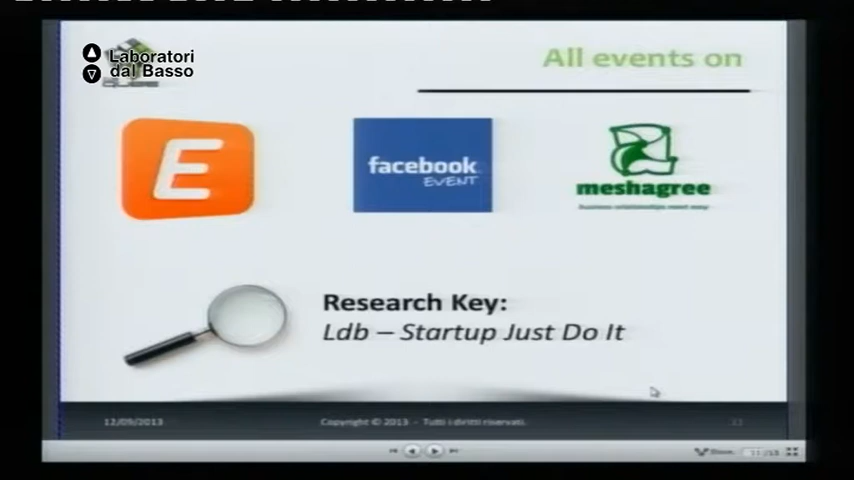 Laboratori
dal Basso
All events on
E
facebook
EVENT
meshagree
Research Key:
Ldb – Startup Just Do It
12/09/2013
Copyright © 2013 - Tutti i diritti riservati.